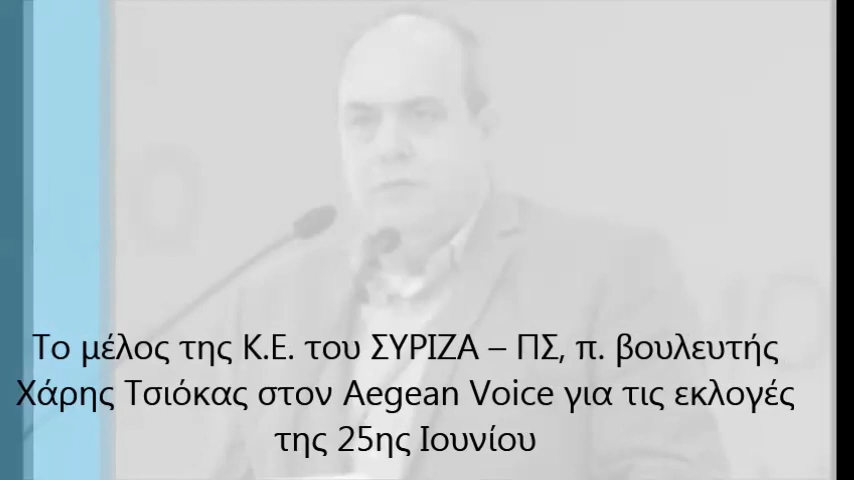 Το μέλος της Κ.Ε. του ΣΥΡΙΖΑ – ΠΣ, π. βουλευτής
Χάρης Τσιόκας στον Aegean Voice για τις εκλογές
της 25ης Ιουνίου